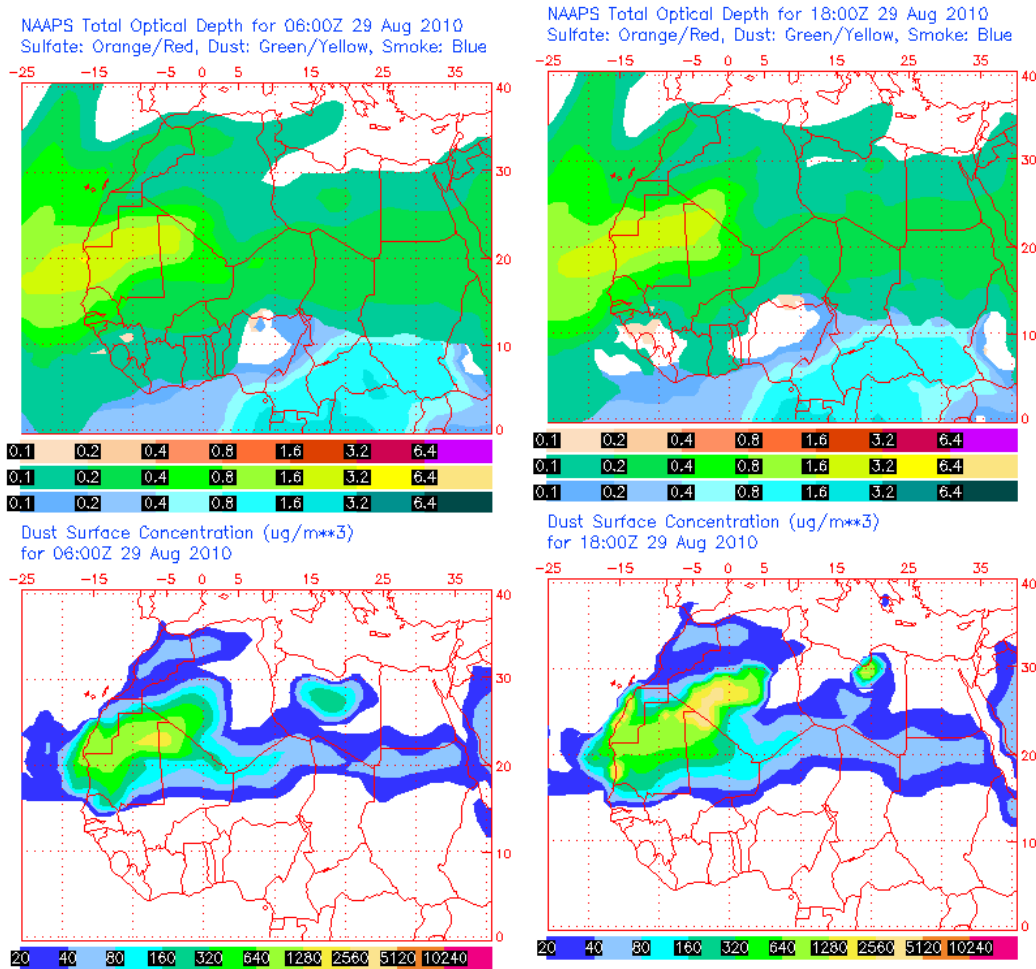 NAAPS Total Optical Depth for 06:00Z 29 Aug 2010
Sulfate: Orange/Red, Dust: Green/Yellow, Smoke: Blue
-25 -15 -5 0 5 15 25 35
40
30
20
10
0
0.1 0.2 0.4 0.8 1.6 3.2 6.4
0.1 0.2 0.4 0.8 1.6 3.2 6.4
0.1 0.2 0.4 0.8 1.6 3.2 6.4
NAAPS Total Optical Depth for 18:00Z 29 Aug 2010
Sulfate: Orange/Red, Dust: Green/Yellow, Smoke: Blue
-25 -15 -5 0 5 15 25 35
40
30
20
10
0
0.1 0.2 0.4 0.8 1.6 3.2 6.4
0.1 0.2 0.4 0.8 1.6 3.2 6.4
0.1 0.2 0.4 0.8 1.6 3.2 6.4
Dust Surface Concentration (ug/m**3)
for 06:00Z 29 Aug 2010
-25 -15 -5 0 5 15 25 35
40
30
20
10
0
20 40 80 160 320 640 1280 2560 5120 10240
Dust Surface Concentration (ug/m**3)
for 18:00Z 29 Aug 2010
-25 -15 -5 0 5 15 25 35
40
30
20
10
0
20 40 80 160 320 640 1280 2560 5120 10240